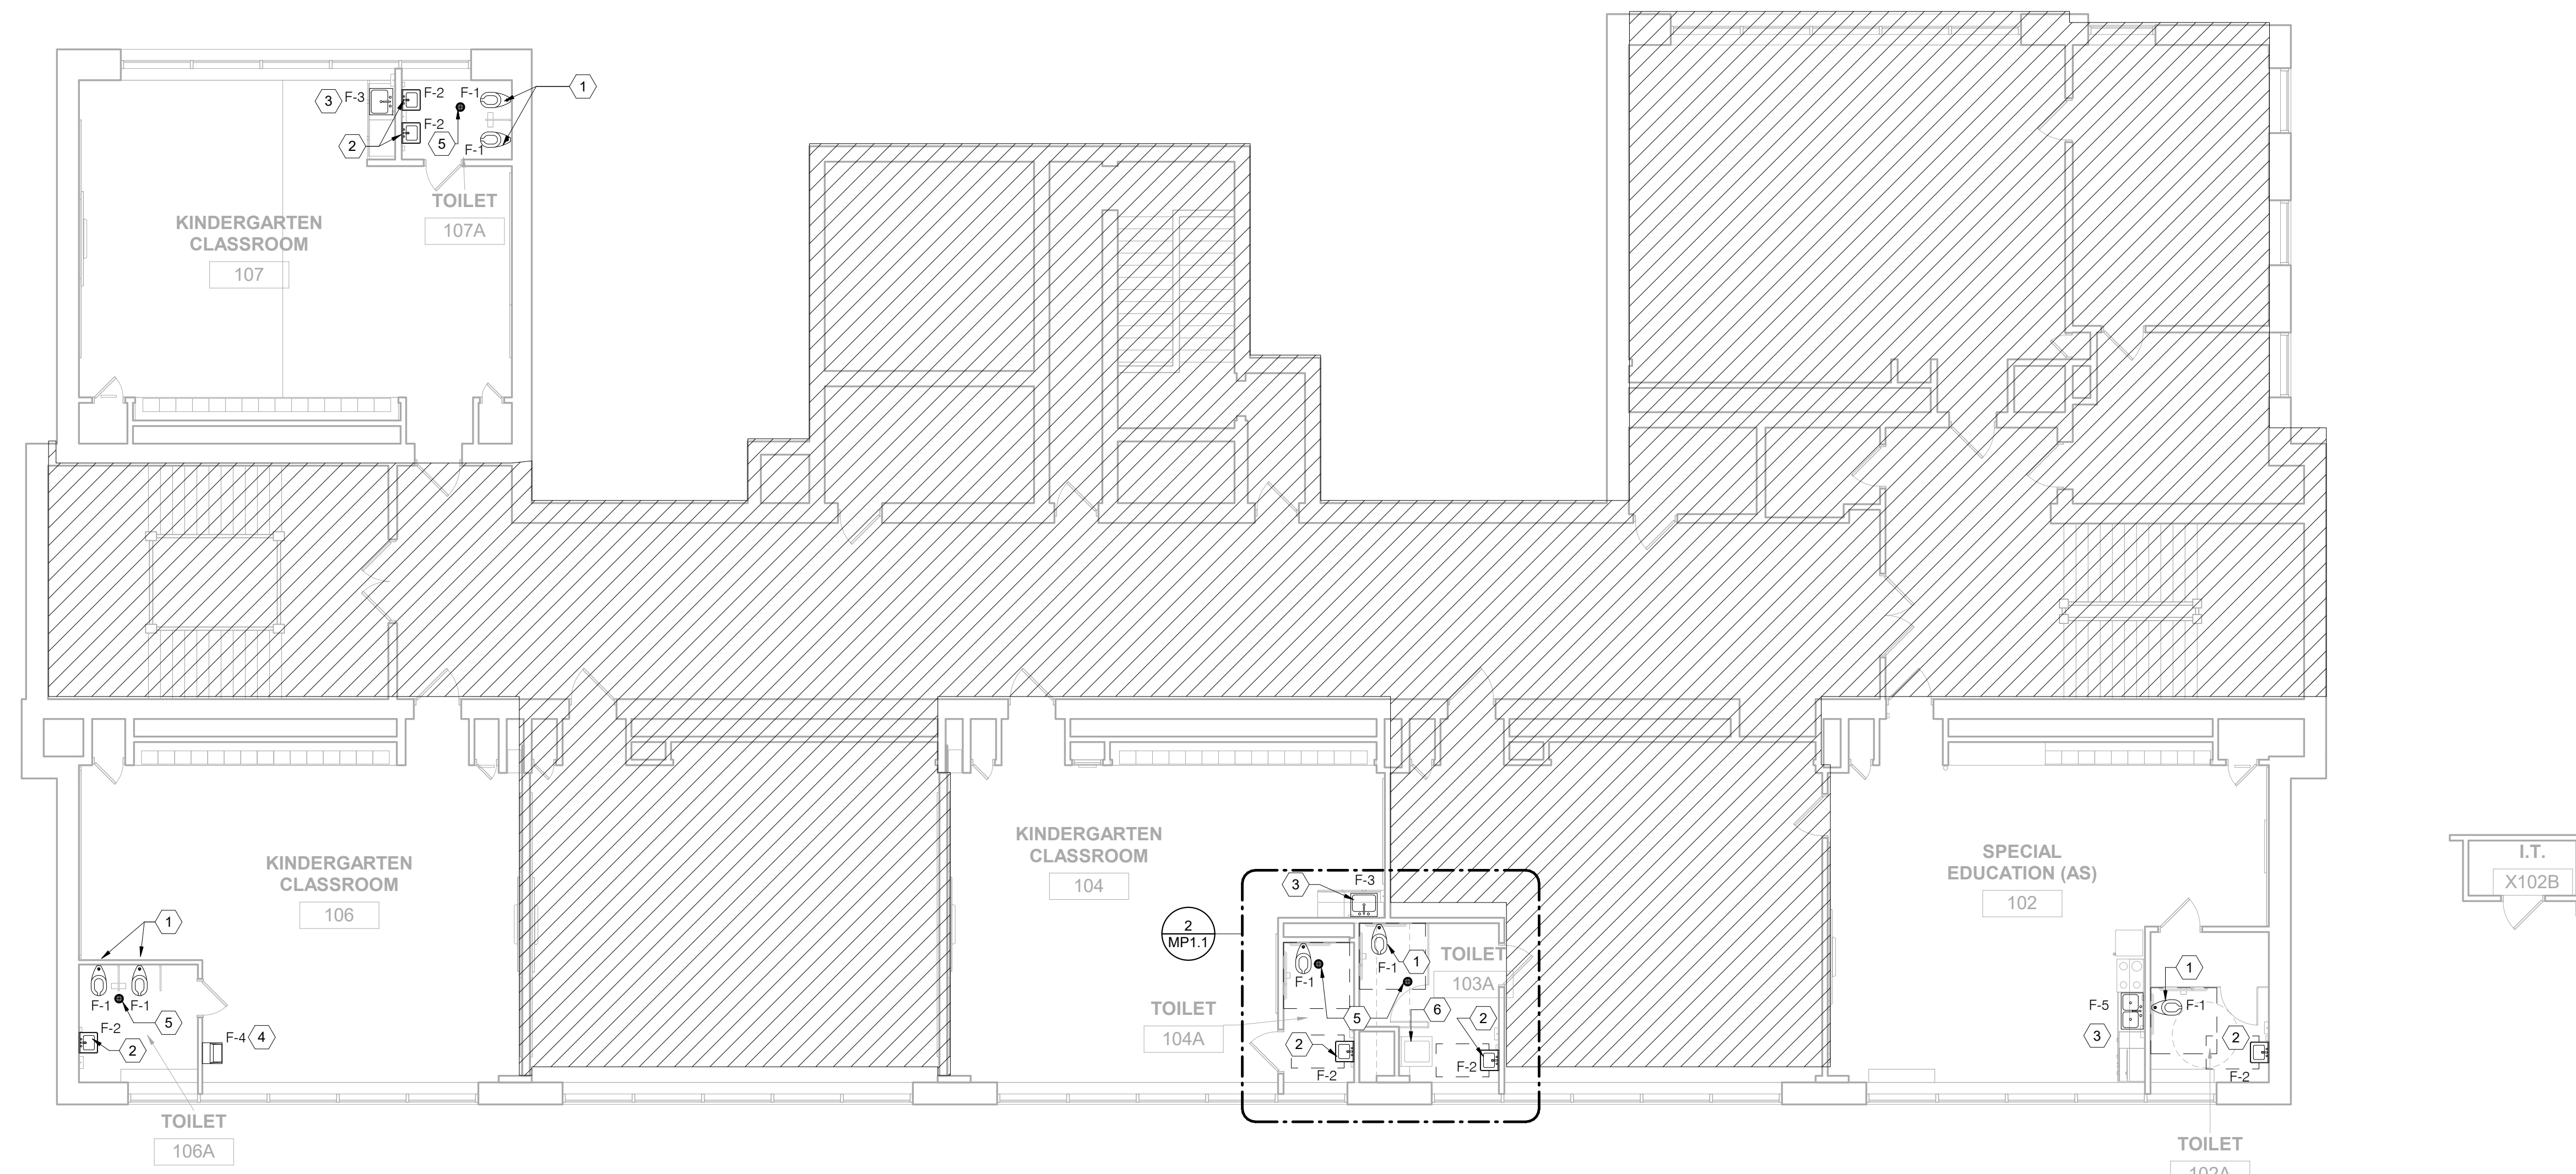 1
3
F-3
F-2
F-1
F-2
2
5
F-1
TOILET
107A
KINDERGARTEN
CLASSROOM
107
KINDERGARTEN
CLASSROOM
106
1
F-1
F-1
5
F-2
2
F-4
4
TOILET
106A
KINDERGARTEN
CLASSROOM
104
3
F-3
2
MP1.1
F-1
F-1
1
TOILET
103A
TOILET
104A
5
6
2
2
F-2
F-2
SPECIAL
EDUCATION (AS)
102
1
F-5
F-1
3
2
F-2
TOILET
102A
I.T.
X102B